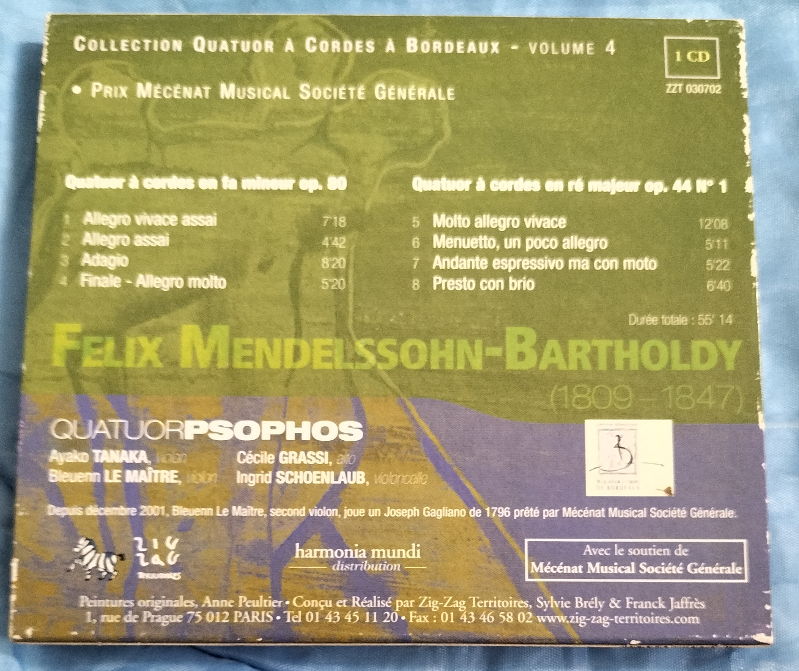 COLLECTION QUATUOR À CORDES À BORDEAUX - VOLUME 4
1 CD
ZZT 030702
• PRIX MÉCÉNAT MUSICAL SOCIÉTÉ GÉNÉRALE
Quatuor à cordes en fa mineur op. 80
1 Allegro vivace assai 7'18
2 Allegro assai 4'42
3 Adagio 8'20
4 Finale - Allegro molto 5'20
Quatuor à cordes en ré majeur op. 44 N° 1
5 Molto allegro vivace 12'08
6 Menuetto, un poco allegro 5'11
7 Andante espressivo ma con moto 5'22
8 Presto con brio 6'40
Durée totale : 55' 14
FELIX MENDELSSOHN-BARTHOLDY
(1809 – 1847)
QUATUORPSOPHOS
Ayako TANAKA, violon
Cécile GRASSI, alto
Bleuenn LE MAÎTRE, violon
Ingrid SCHOENLAUB, violoncelle
Depuis décembre 2001, Bleuenn Le Maître, second violon, joue un Joseph Gagliano de 1796 prêté par Mécénat Musical Société Générale.
ZIG
ZAG
TERRITOIRES
harmonia mundi
distribution
Avec le soutien de
Mécénat Musical Société Générale
Peintures originales, Anne Peultier • Conçu et Réalisé par Zig-Zag Territoires, Sylvie Brély & Franck Jaffrès
1, rue de Prague 75 012 PARIS • Tel 01 43 45 11 20 • Fax : 01 43 46 58 02 www.zig-zag-territoires.com